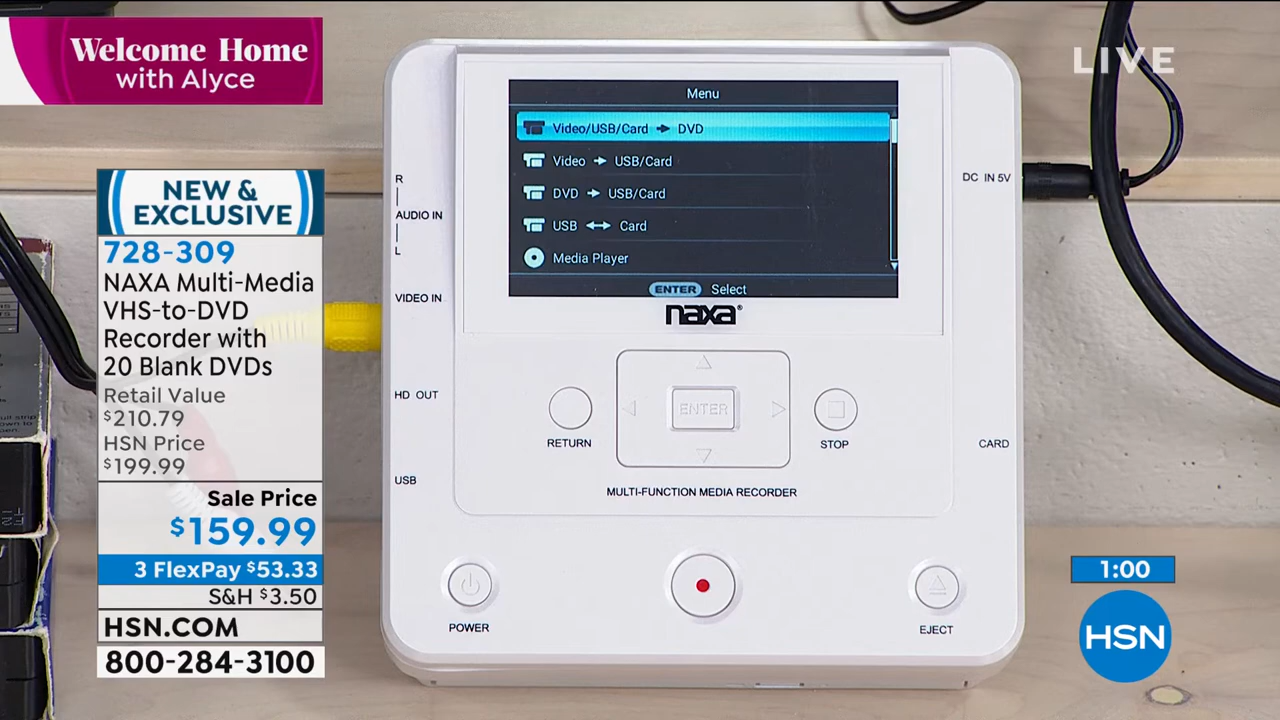 Welcome Home
with Alyce
LIVE
NEW &
EXCLUSIVE
728-309
NAXA Multi-Media
VHS-to-DVD
Recorder with
20 Blank DVDs
Retail Value
$210.79
HSN Price
$199.99
Sale Price
$159.99
3 FlexPay $53.33
S&H $3.50
HSN.COM
800-284-3100
Menu
Video/USB/Card → DVD
Video → USB/Card
DVD → USB/Card
USB ↔ Card
Media Player
ENTER Select
naxa®
R
AUDIO IN
L
VIDEO IN
HD OUT
USB
DC IN 5V
CARD
RETURN
ENTER
STOP
MULTI-FUNCTION MEDIA RECORDER
POWER
EJECT
1:00
HSN